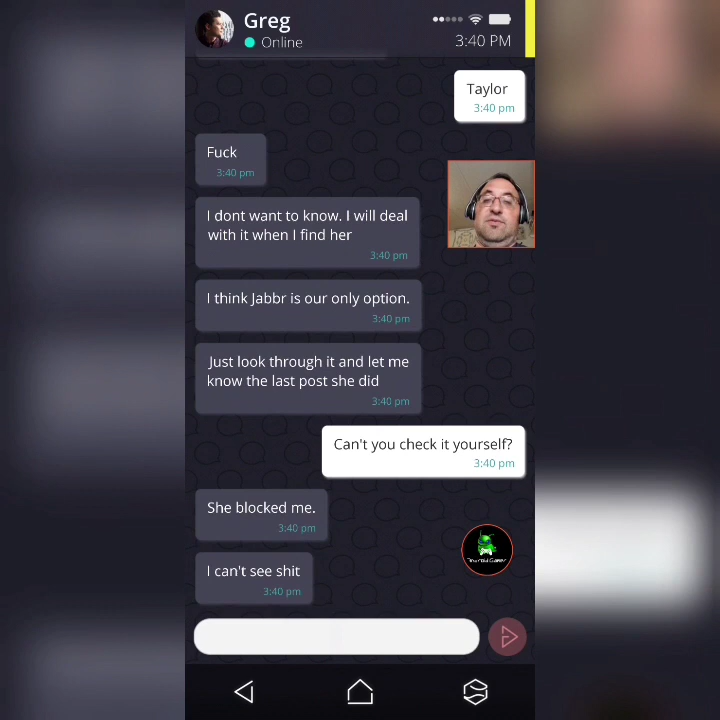 Greg
Online
3:40 PM
Taylor
3:40 pm
Fuck
3:40 pm
I dont want to know. I will deal
with it when I find her
3:40 pm
I think Jabbr is our only option.
3:40 pm
Just look through it and let me
know the last post she did
3:40 pm
Can't you check it yourself?
3:40 pm
She blocked me.
3:40 pm
I can't see shit
3:40 pm
Android Gamer